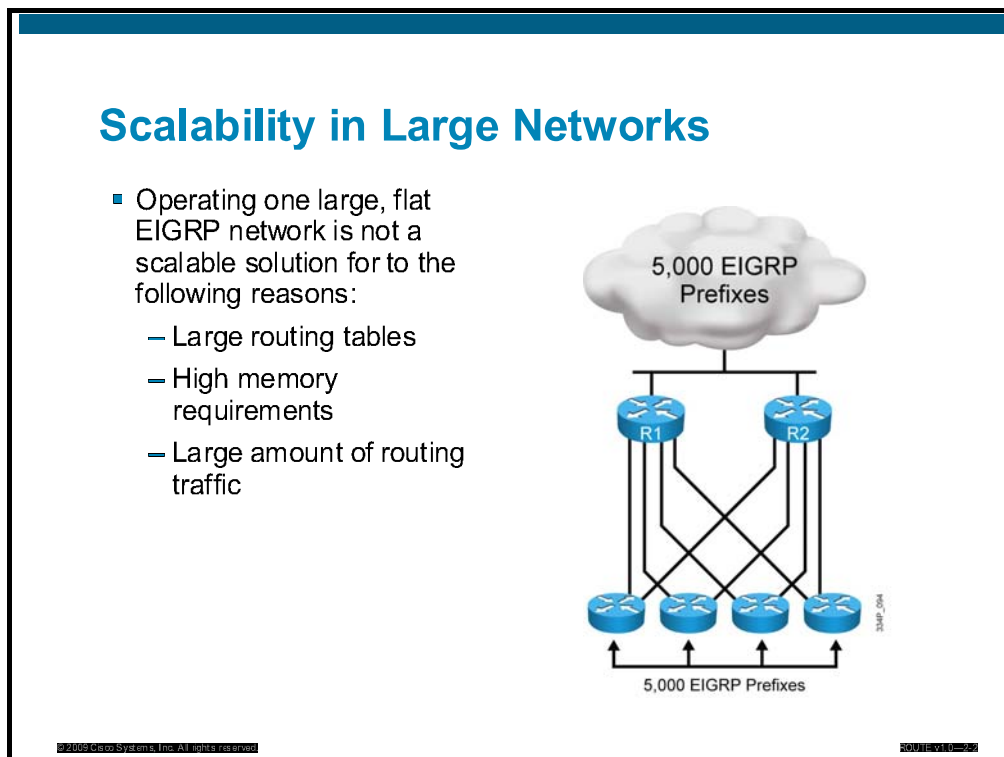 Scalability in Large Networks
Operating one large, flat
EIGRP network is not a
scalable solution for to the
following reasons:
– Large routing tables
– High memory
requirements
– Large amount of routing
traffic
5,000 EIGRP
Prefixes
R1
R2
334P_094
5,000 EIGRP Prefixes
© 2009 Cisco Systems, Inc. All rights reserved.
ROUTE v1.0—2-2